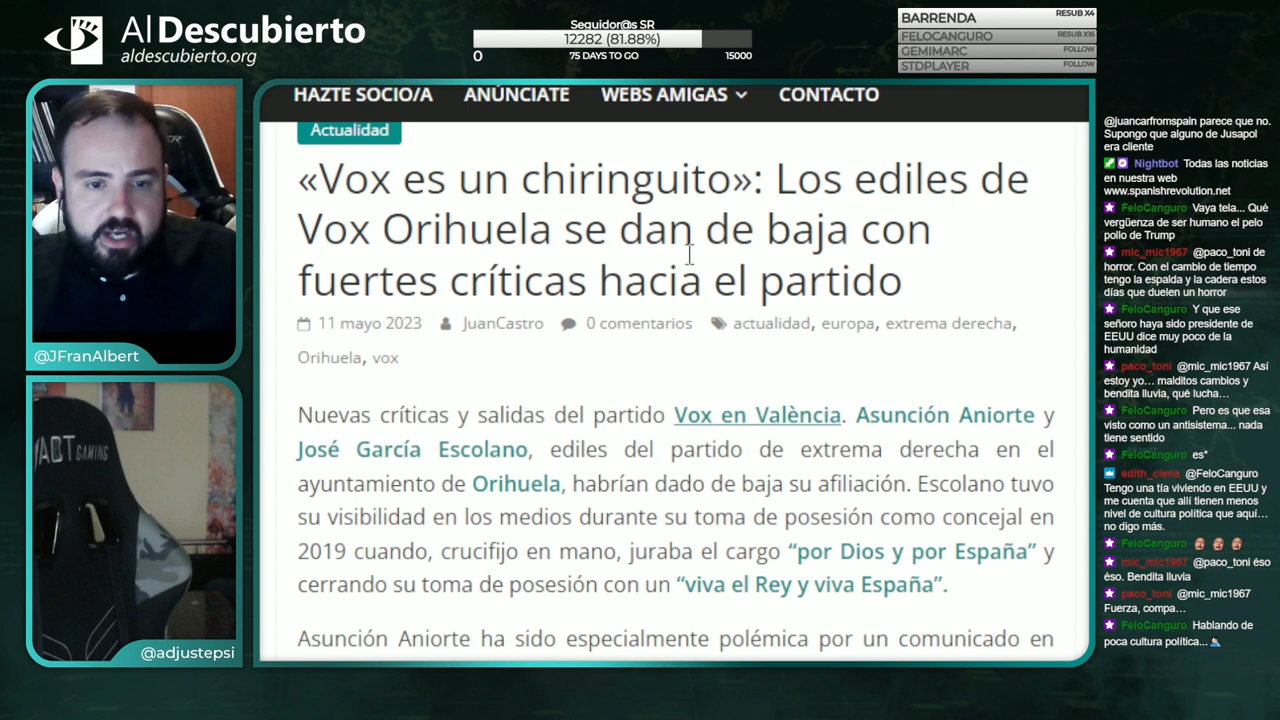 Al Descubierto
aldescubierto.org
Seguidor@s SR
12282 (81.88%)
0
75 DAYS TO GO
15000
BARRENDA
RESUB X4
FELOCANGURO
RESUB X16
GEMIMARC
FOLLOW
STDPLAYER
FOLLOW
@JFranAlbert
AQT GAMING
@adjustepsi
HAZTE SOCIO/A
ANÚNCIATE
WEBS AMIGAS
CONTACTO
Actualidad
«Vox es un chiringuito»: Los ediles de
Vox Orihuela se dan de baja con
fuertes críticas hacia el partido
11 mayo 2023
JuanCastro
0 comentarios
actualidad, europa, extrema derecha,
Orihuela, vox
Nuevas críticas y salidas del partido Vox en València. Asunción Aniorte y
José García Escolano, ediles del partido de extrema derecha en el
ayuntamiento de Orihuela, habrían dado de baja su afiliación. Escolano tuvo
su visibilidad en los medios durante su toma de posesión como concejal en
2019 cuando, crucifijo en mano, juraba el cargo “por Dios y por España” y
cerrando su toma de posesión con un “viva el Rey y viva España”.
Asunción Aniorte ha sido especialmente polémica por un comunicado en
@juancarfromspain parece que no.
Supongo que alguno de Jusapol
era cliente
Nightbot Todas las noticias
en nuestra web
www.spanishrevolution.net
FeloCanguro Vaya tela... Qué
vergüenza de ser humano el pelo
pollo de Trump
mic_mic1967 @paco_toni de
horror. Con el cambio de tiempo
tengo la espalda y la cadera estos
días que duelen un horror
FeloCanguro Y que ese
señoro haya sido presidente de
EEUU dice muy poco de la
humanidad
paco_toni @mic_mic1967 Así
estoy yo… malditos cambios y
bendita lluvia, qué lucha…
FeloCanguro Pero es que esa
visto como un antisistema... nada
tiene sentido
FeloCanguro es*
edith_ciena @FeloCanguro
Tengo una tía viviendo en EEUU y
me cuenta que allí tienen menos
nivel de cultura política que aquí…
no digo más.
FeloCanguro
mic_mic1967 @paco_toni éso
éso. Bendita lluvia
paco_toni @mic_mic1967
Fuerza, compa…
FeloCanguro Hablando de
poca cultura política...